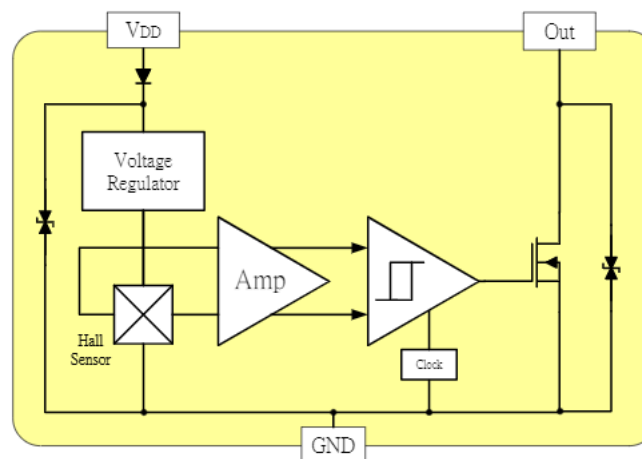 VDD
Out
Voltage
Regulator
Amp
Hall
Sensor
Clock
GND